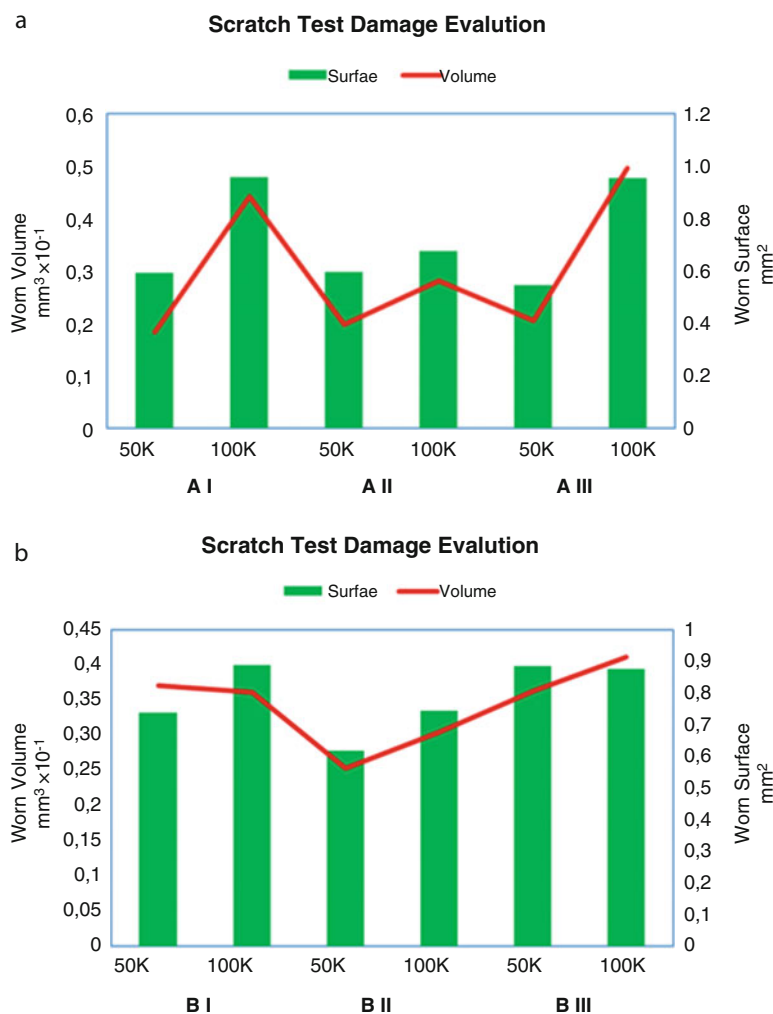 a
Scratch Test Damage Evalution
Surfae Volume
0,6
0,5
0,4
0,3
0,2
0,1
0
Worn Volume
mm³ ×10⁻¹
1.2
1.0
0.8
0.6
0.4
0.2
0
Worn Surface
mm²
50K 100K 50K 100K 50K 100K
A I A II A III
b
Scratch Test Damage Evalution
Surfae Volume
0,45
0,4
0,35
0,30
0,25
0,2
0,15
0,1
0,05
0
Worn Volume
mm³ ×10⁻¹
1
0,9
0,8
0,7
0,6
0,5
0,4
0,3
0,2
0,1
0
Worn Surface
mm²
50K 100K 50K 100K 50K 100K
B I B II B III